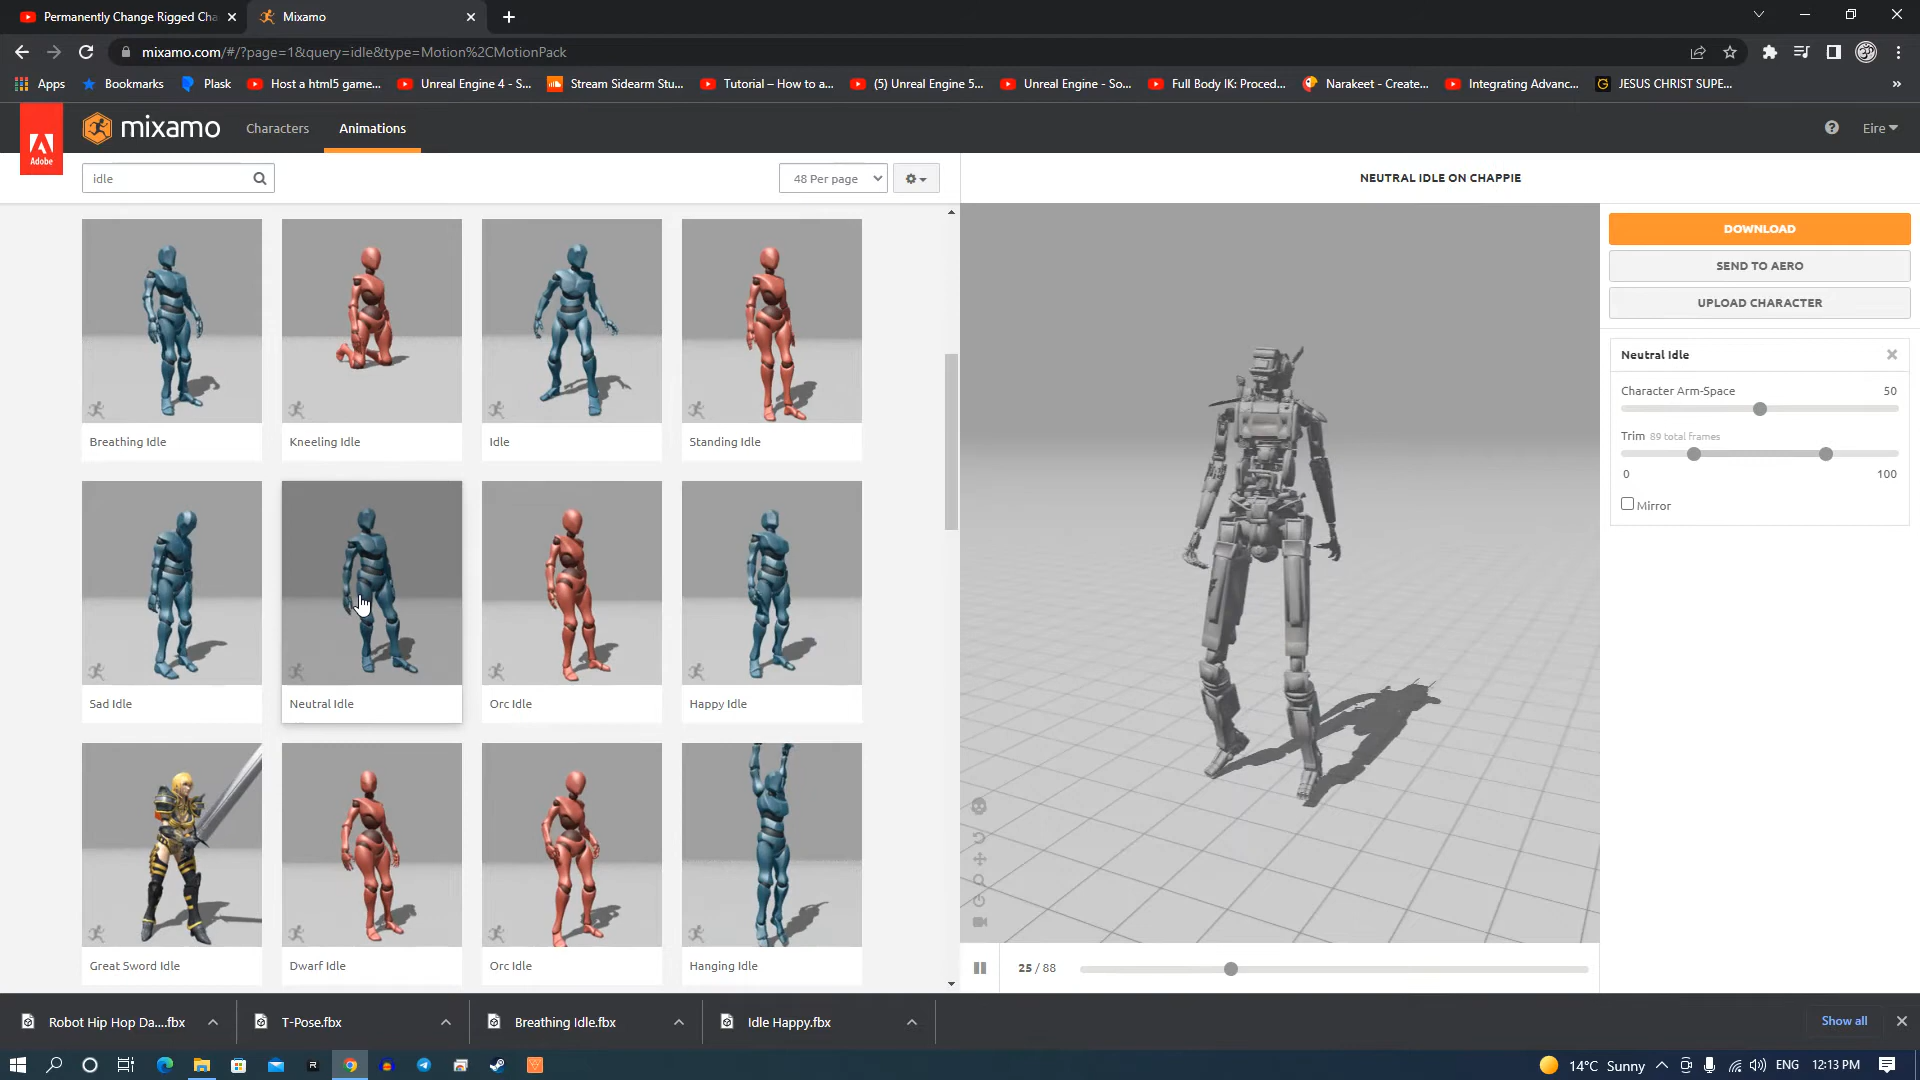 Permanently Change Rigged Cha
Mixamo
mixamo.com/#/?page=1&query=idle&type=Motion%2CMotionPack
Apps
Bookmarks
Plask
Host a html5 game...
Unreal Engine 4 - S...
Stream Sidearm Stu...
Tutorial – How to a...
(5) Unreal Engine 5...
Unreal Engine - So...
Full Body IK: Proced...
Narakeet - Create...
Integrating Advanc...
JESUS CHRIST SUPE...
»
Adobe
mixamo
Characters
Animations
Eire
idle
48 Per page
NEUTRAL IDLE ON CHAPPIE
DOWNLOAD
SEND TO AERO
UPLOAD CHARACTER
Neutral Idle
Character Arm-Space 50
Trim 89 total frames
0 100
Mirror
Breathing Idle
Kneeling Idle
Idle
Standing Idle
Sad Idle
Neutral Idle
Orc Idle
Happy Idle
Great Sword Idle
Dwarf Idle
Orc Idle
Hanging Idle
25 / 88
Robot Hip Hop Da....fbx
T-Pose.fbx
Breathing Idle.fbx
Idle Happy.fbx
Show all
14°C Sunny
ENG
12:13 PM